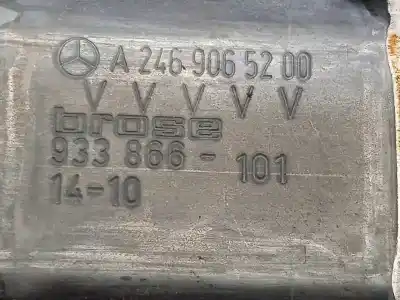 A 246 906 52 00
V V V V V
brose
933 866-101
14-10